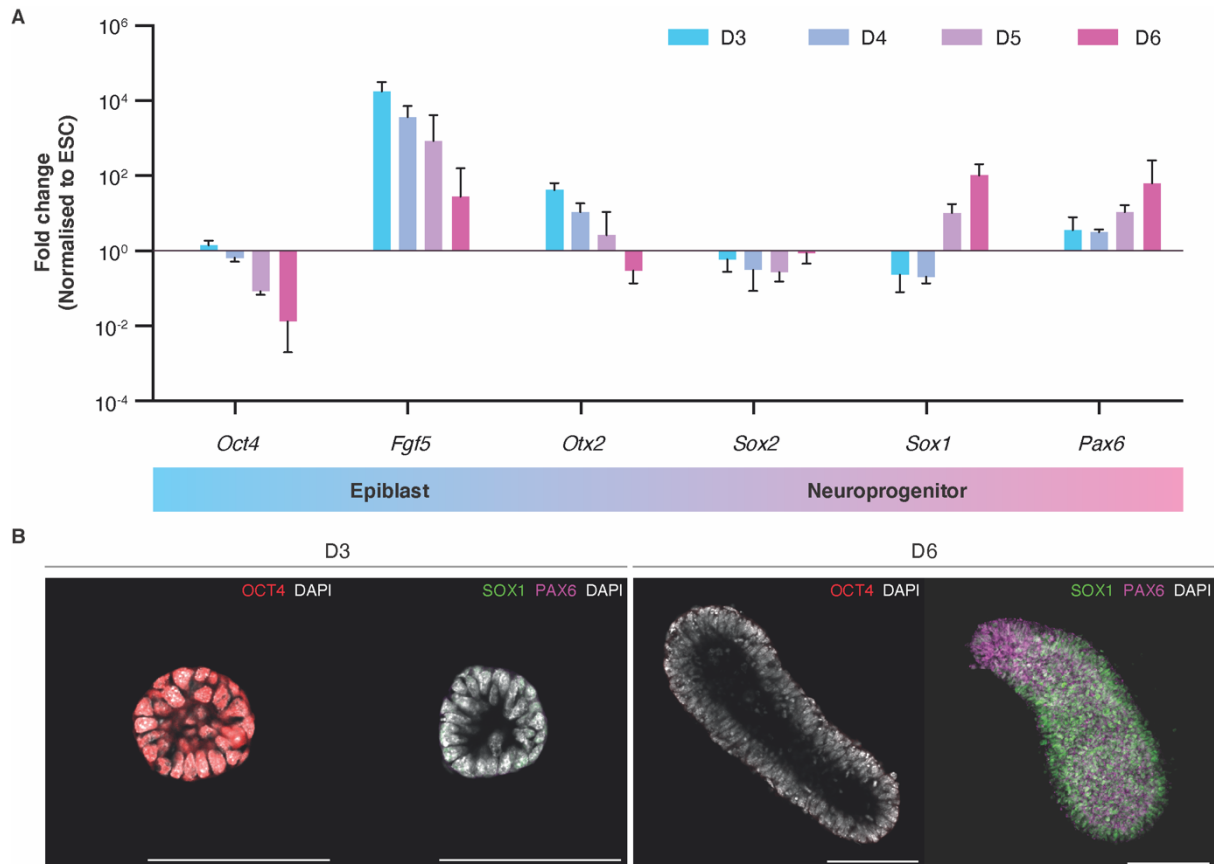 A
10^6
10^4
10^2
10^0
10^-2
10^-4
Fold change
(Normalised to ESC)
D3 D4 D5 D6
Oct4 Fgf5 Otx2 Sox2 Sox1 Pax6
Epiblast Neuroprogenitor
B
D3 D6
OCT4 DAPI SOX1 PAX6 DAPI OCT4 DAPI SOX1 PAX6 DAPI